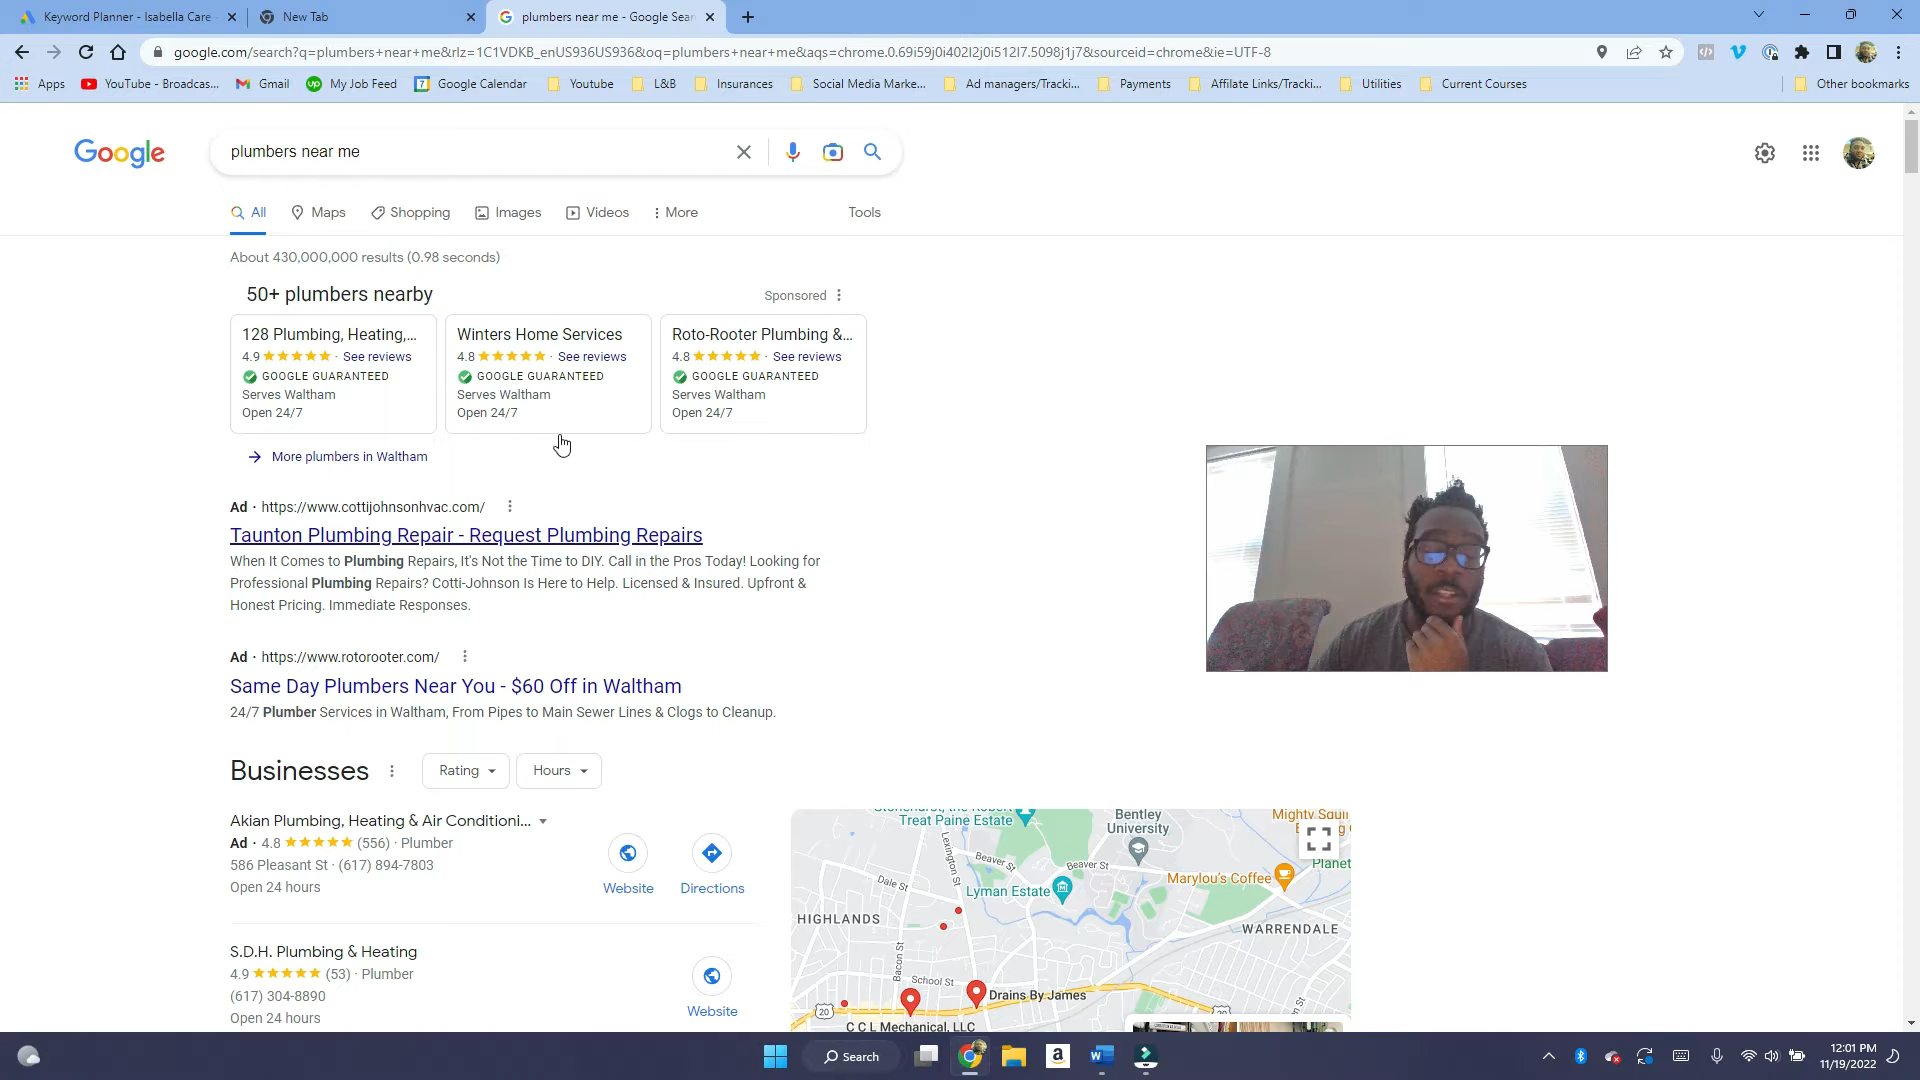 Keyword Planner - Isabella Care
New Tab
plumbers near me - Google Sear
google.com/search?q=plumbers+near+me&rlz=1C1VDKB_enUS936US936&oq=plumbers+near+me&aqs=chrome.0.69i59j0i402l2j0i512l7.5098j1j7&sourceid=chrome&ie=UTF-8
Apps
YouTube - Broadcas...
Gmail
My Job Feed
Google Calendar
Youtube
L&B
Insurances
Social Media Marke...
Ad managers/Tracki...
Payments
Affilate Links/Tracki...
Utilities
Current Courses
Other bookmarks
Google
plumbers near me
All
Maps
Shopping
Images
Videos
More
Tools
About 430,000,000 results (0.98 seconds)
50+ plumbers nearby
Sponsored
128 Plumbing, Heating,...
4.9 · See reviews
GOOGLE GUARANTEED
Serves Waltham
Open 24/7
Winters Home Services
4.8 · See reviews
GOOGLE GUARANTEED
Serves Waltham
Open 24/7
Roto-Rooter Plumbing &...
4.8 · See reviews
GOOGLE GUARANTEED
Serves Waltham
Open 24/7
More plumbers in Waltham
Ad · https://www.cottijohnsonhvac.com/
Taunton Plumbing Repair - Request Plumbing Repairs
When It Comes to Plumbing Repairs, It's Not the Time to DIY. Call in the Pros Today! Looking for
Professional Plumbing Repairs? Cotti-Johnson Is Here to Help. Licensed & Insured. Upfront &
Honest Pricing. Immediate Responses.
Ad · https://www.rotorooter.com/
Same Day Plumbers Near You - $60 Off in Waltham
24/7 Plumber Services in Waltham, From Pipes to Main Sewer Lines & Clogs to Cleanup.
Businesses
Rating
Hours
Akian Plumbing, Heating & Air Conditioni...
Ad · 4.8 (556) · Plumber
586 Pleasant St · (617) 894-7803
Open 24 hours
Website
Directions
S.D.H. Plumbing & Heating
4.9 (53) · Plumber
(617) 304-8890
Open 24 hours
Website
Stonehurst, the Robert
Treat Paine Estate
Bentley
University
Mighty Squi
Planet
Lexington St
Beaver St
Beaver St
Marylou's Coffee
Dale St
Lyman Estate
HIGHLANDS
WARRENDALE
Bacon St
School St
Drains By James
20
20
C C L Mechanical, LLC
Search
12:01 PM
11/19/2022